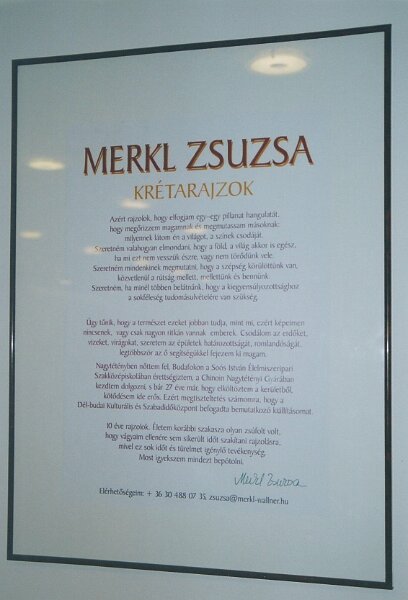 MERKL ZSUZSA
KRÉTARAJZOK
Azért rajzolok, hogy elfogjam egy-egy pillanat hangulatát,
hogy megőrizzem magamnak és megmutassam másoknak:
milyennek látom én a világot, a színek csodáját.
Szeretném valahogyan elmondani, hogy a föld, a világ akkor is egész,
ha mi ezt nem vesszük észre, vagy nem törődünk vele.
Szeretném mindenkinek megmutatni, hogy a szépség körülöttünk van,
közvetlenül a rútság mellett, mellettünk és bennünk.
Szeretném, ha minél többen belátnánk, hogy a kiegyensúlyozottsághoz
a sokféleség tudomásulvételére van szükség.
Úgy tűnik, hogy a természet ezeket jobban tudja, mint mi, ezért képeimen
nincsenek, vagy csak nagyon ritkán vannak emberek. Csodálom az erdőket,
vizeket, virágokat, szeretem az épületek határozottságát, romlandóságát,
legtöbbször az ő segítségükkel fejezem ki magam.
Nagytétényben nőttem fel. Budafokon a Soós István Élelmiszeripari
Szakközépiskolában érettségiztem, a Chinoin Nagytétényi Gyárában
kezdtem dolgozni, s bár 27 éve már, hogy elköltöztem a kerületből,
kötődésem ide erős. Ezért megtiszteltetés számomra, hogy a
Dél-budai Kulturális és Szabadidőközpont befogadta bemutatkozó kiállításomat.
10 éve rajzolok. Életem korábbi szakasza olyan zsúfolt volt,
hogy vágyaim ellenére sem sikerült időt szakítani rajzolásra,
mivel ez sok időt és türelmet igénylő tevékenység.
Most igyekszem mindezt bepótolni.
Merkl Zsuzsa
Elérhetőségeim: + 36 30 488 07 35, zsuzsa@merkl-wallner.hu